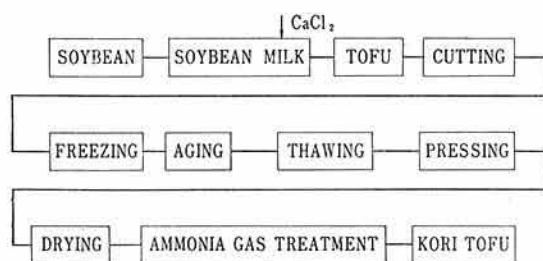 CaCl₂
SOYBEAN SOYBEAN MILK TOFU CUTTING
FREEZING AGING THAWING PRESSING
DRYING AMMONIA GAS TREATMENT KORI TOFU